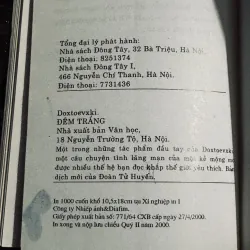 Tổng đại lý phát hành:
Nhà sách Đông Tây, 32 Bà Triệu, Hà Nội.
Điện thoại: 8251374
Nhà sách Đông Tây I,
466 Nguyễn Chí Thanh, Hà Nội.
Điện thoại: 7731436
Doxtoevxki.
ĐÊM TRẮNG
Nhà xuất bản Văn học,
18 Nguyễn Trường Tộ, Hà Nội.
Một trong những tác phẩm đầu tay của Doxtoevxki
một câu chuyện tình lãng mạn của một kẻ mộng
được nhiều thế hệ bạn đọc khắp thế giới yêu thích.
dịch mới của Đoàn Tử Huyến.
In 1000 cuốn khổ 10,5x18cm tại Xí nghiệp in I
Công ty Nhiếp ảnh&Diafim.
Giấy phép xuất bản số: 771/64 CXB cấp ngày 27/4/2000.
In xong và nộp lưu chiểu Quý II năm 2000.